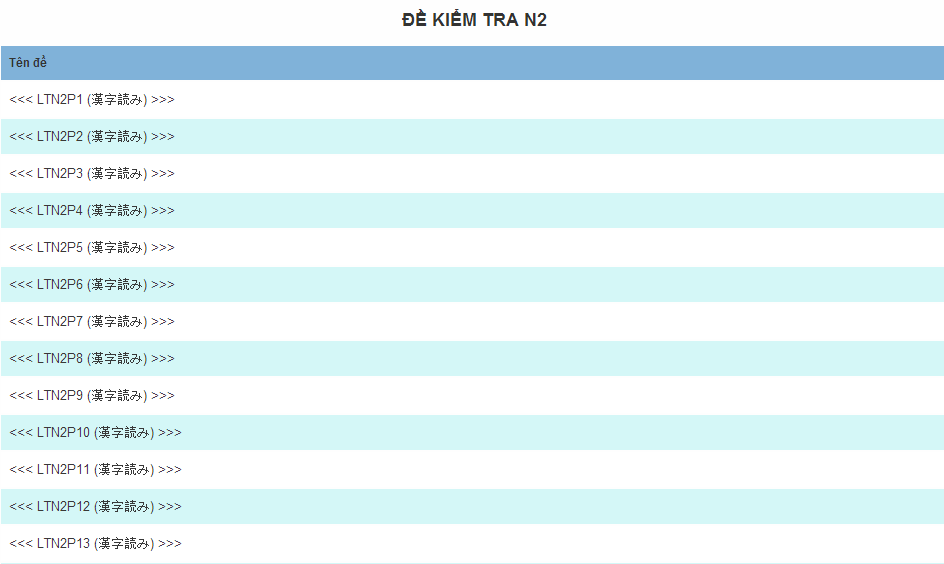 ĐỀ KIỂM TRA N2
Tên đề
<<< LTN2P1 (漢字読み) >>>
<<< LTN2P2 (漢字読み) >>>
<<< LTN2P3 (漢字読み) >>>
<<< LTN2P4 (漢字読み) >>>
<<< LTN2P5 (漢字読み) >>>
<<< LTN2P6 (漢字読み) >>>
<<< LTN2P7 (漢字読み) >>>
<<< LTN2P8 (漢字読み) >>>
<<< LTN2P9 (漢字読み) >>>
<<< LTN2P10 (漢字読み) >>>
<<< LTN2P11 (漢字読み) >>>
<<< LTN2P12 (漢字読み) >>>
<<< LTN2P13 (漢字読み) >>>